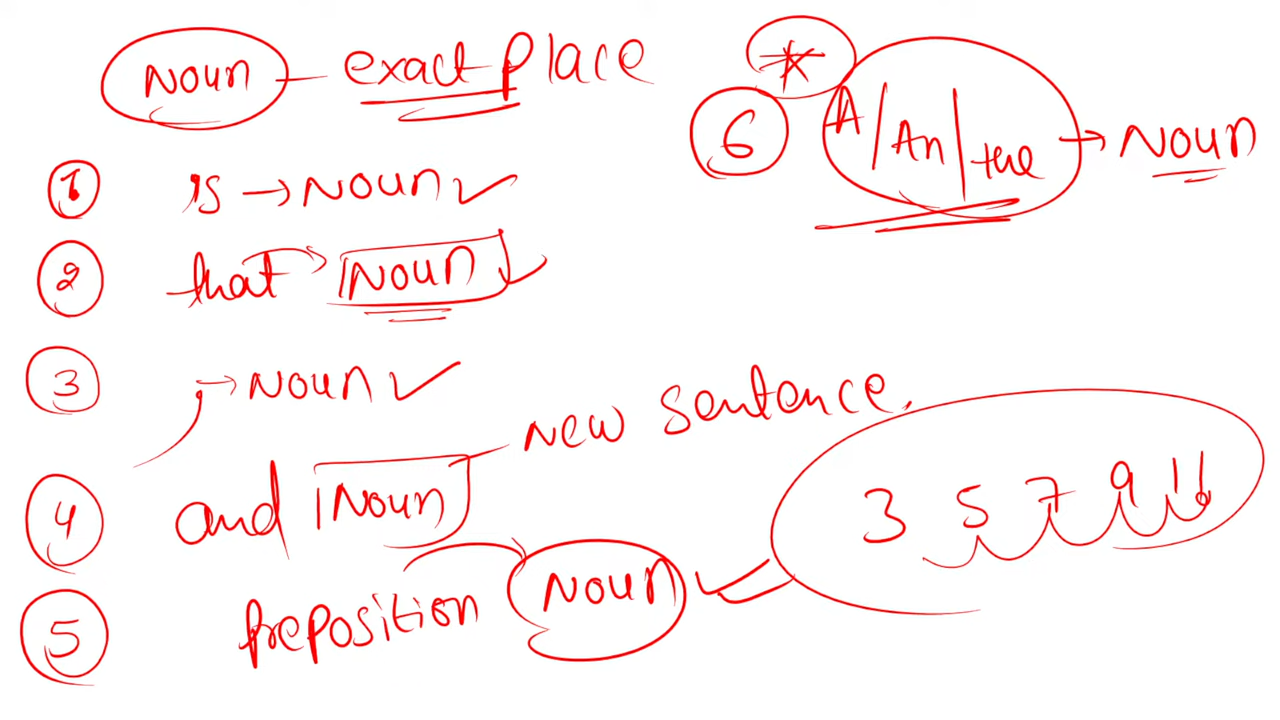 Noun - exact place
1 is → Noun ✓
2 that Noun ✓
3 , → Noun ✓
4 and Noun - new sentence.
5 preposition Noun ✓
3 5 7 9 11
* 
6 A/An/the → Noun